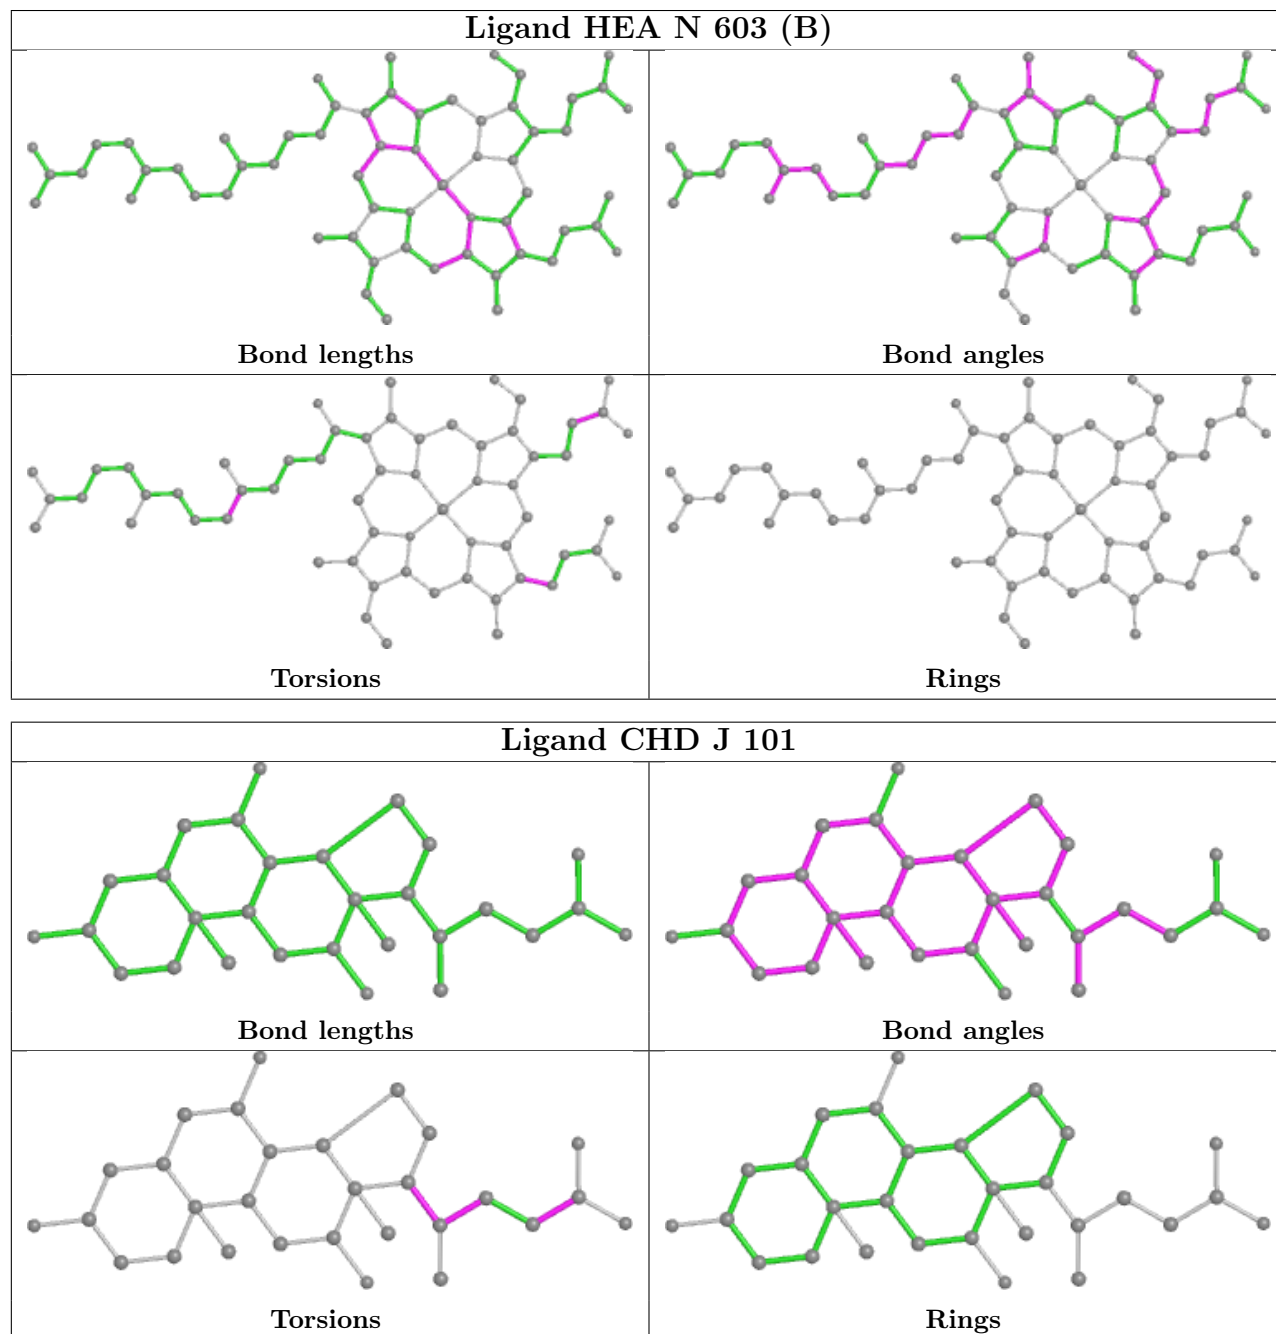 Ligand HEA N 603 (B)
Bond lengths
Bond angles
Torsions
Rings
Ligand CHD J 101
Bond lengths
Bond angles
Torsions
Rings